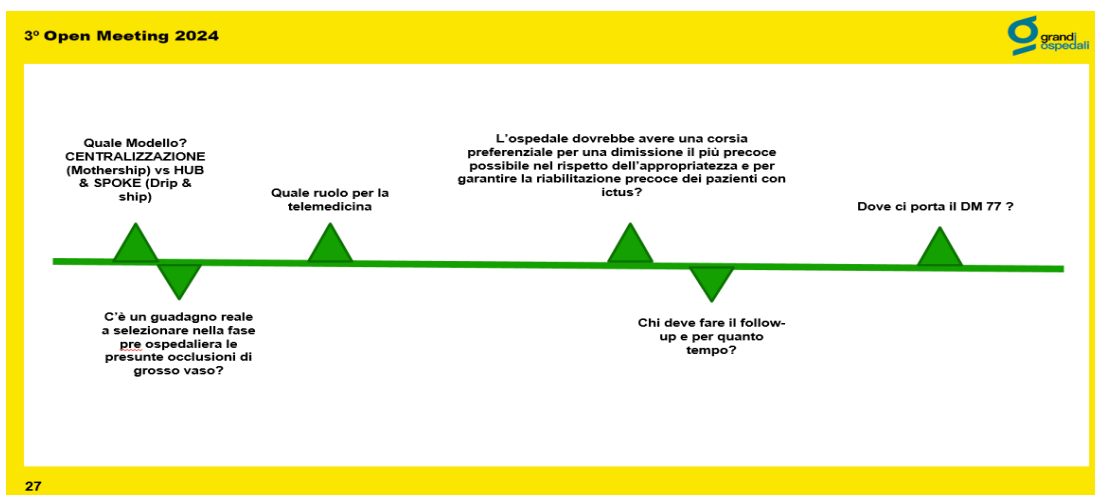 3º Open Meeting 2024
grandi
ospedali
Quale Modello?
CENTRALIZZAZIONE
(Mothership) vs HUB
& SPOKE (Drip &
ship)
Quale ruolo per la
telemedicina
L'ospedale dovrebbe avere una corsia
preferenziale per una dimissione il più precoce
possibile nel rispetto dell'appropriatezza e per
garantire la riabilitazione precoce dei pazienti con
ictus?
Dove ci porta il DM 77 ?
C'è un guadagno reale
a selezionare nella fase
pre ospedaliera le
presunte occlusioni di
grosso vaso?
Chi deve fare il follow-
up e per quanto
tempo?
27